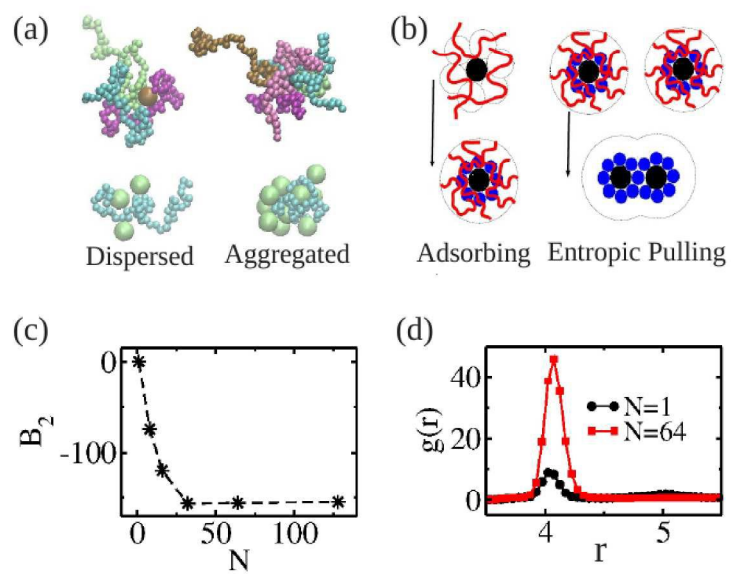 (a)
(b)
Dispersed
Aggregated
Adsorbing
Entropic Pulling
(c)
(d)
0
-100
B2
0
50
100
N
40
20
0
g(r)
N=1
N=64
4
5
r